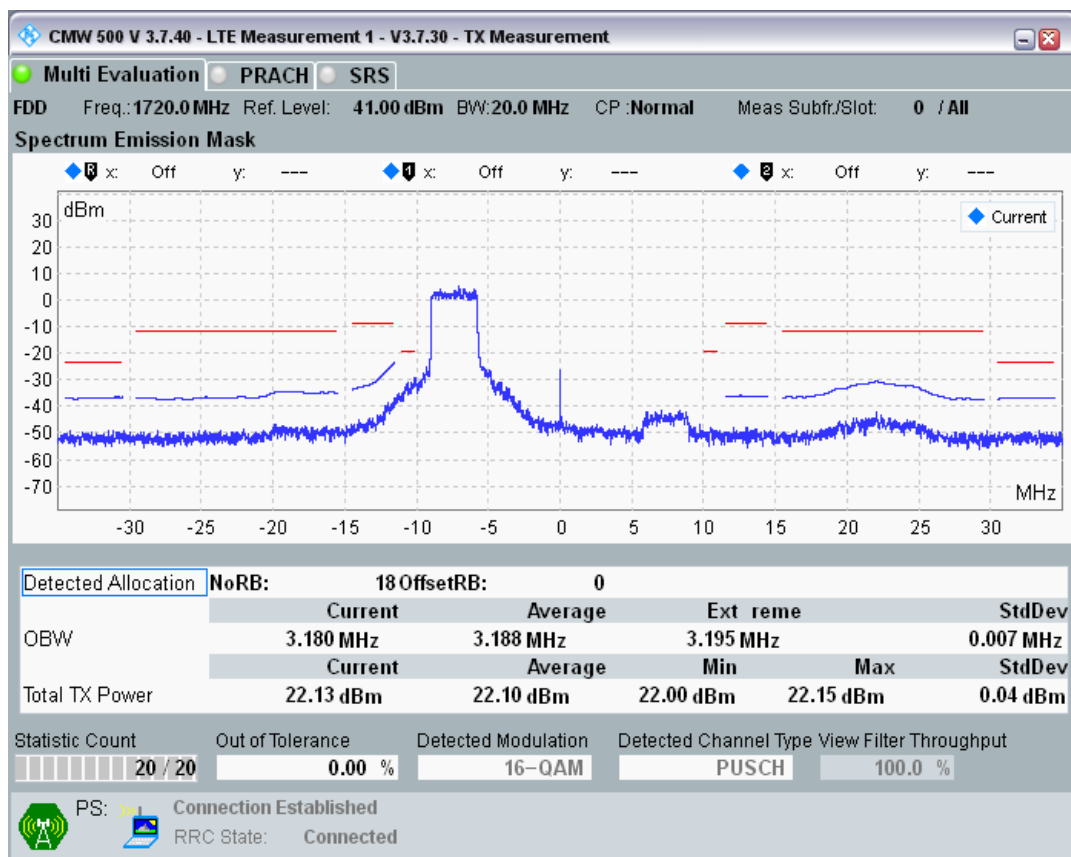 CMW 500 V 3.7.40 - LTE Measurement 1 - V3.7.30 - TX Measurement
Multi Evaluation PRACH SRS
FDD Freq.: 1720.0 MHz Ref. Level: 41.00 dBm BW: 20.0 MHz CP : Normal Meas Subfr./Slot: 0 / All
Spectrum Emission Mask
R x: Off y: --- 1 x: Off y: --- 2 x: Off y: ---
dBm
Current
30
20
10
0
-10
-20
-30
-40
-50
-60
-70
MHz
-30 -25 -20 -15 -10 -5 0 5 10 15 20 25 30
Detected Allocation NoRB: 18 OffsetRB: 0
Current Average Ext reme StdDev
OBW 3.180 MHz 3.188 MHz 3.195 MHz 0.007 MHz
Current Average Min Max StdDev
Total TX Power 22.13 dBm 22.10 dBm 22.00 dBm 22.15 dBm 0.04 dBm
Statistic Count Out of Tolerance Detected Modulation Detected Channel Type View Filter Throughput
20 / 20 0.00 % 16-QAM PUSCH 100.0 %
PS: Connection Established
RRC State: Connected